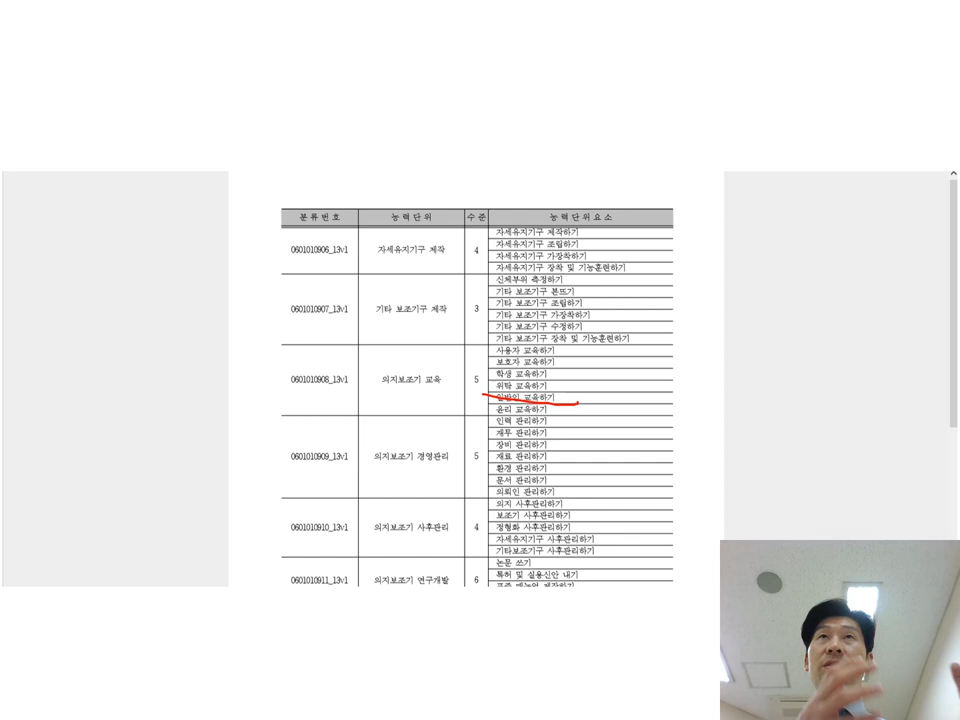 분류번호 능력단위 수준 능력단위요소
0601010906_13v1 자세유지기구 제작 4
자세유지기구 제작하기
자세유지기구 조립하기
자세유지기구 가장착하기
자세유지기구 장착 및 기능훈련하기
0601010907_13v1 기타 보조기구 제작 3
신체부위 측정하기
기타 보조기구 본뜨기
기타 보조기구 조립하기
기타 보조기구 가장착하기
기타 보조기구 수정하기
기타 보조기구 장착 및 기능훈련하기
0601010908_13v1 의지보조기 교육 5
사용자 교육하기
보호자 교육하기
학생 교육하기
위탁 교육하기
일반인 교육하기
윤리 교육하기
0601010909_13v1 의지보조기 경영관리 5
인력 관리하기
재무 관리하기
장비 관리하기
재료 관리하기
환경 관리하기
문서 관리하기
의뢰인 관리하기
0601010910_13v1 의지보조기 사후관리 4
의지 사후관리하기
보조기 사후관리하기
정형화 사후관리하기
자세유지기구 사후관리하기
기타보조기구 사후관리하기
0601010911_13v1 의지보조기 연구개발 6
논문 쓰기
특허 및 실용신안 내기